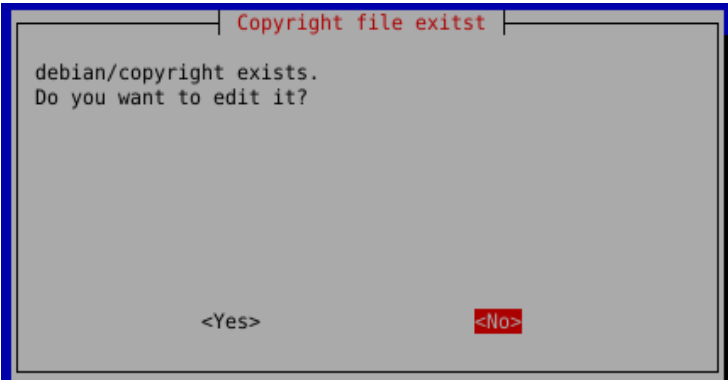 Copyright file exitst
debian/copyright exists.
Do you want to edit it?
<Yes> <No>